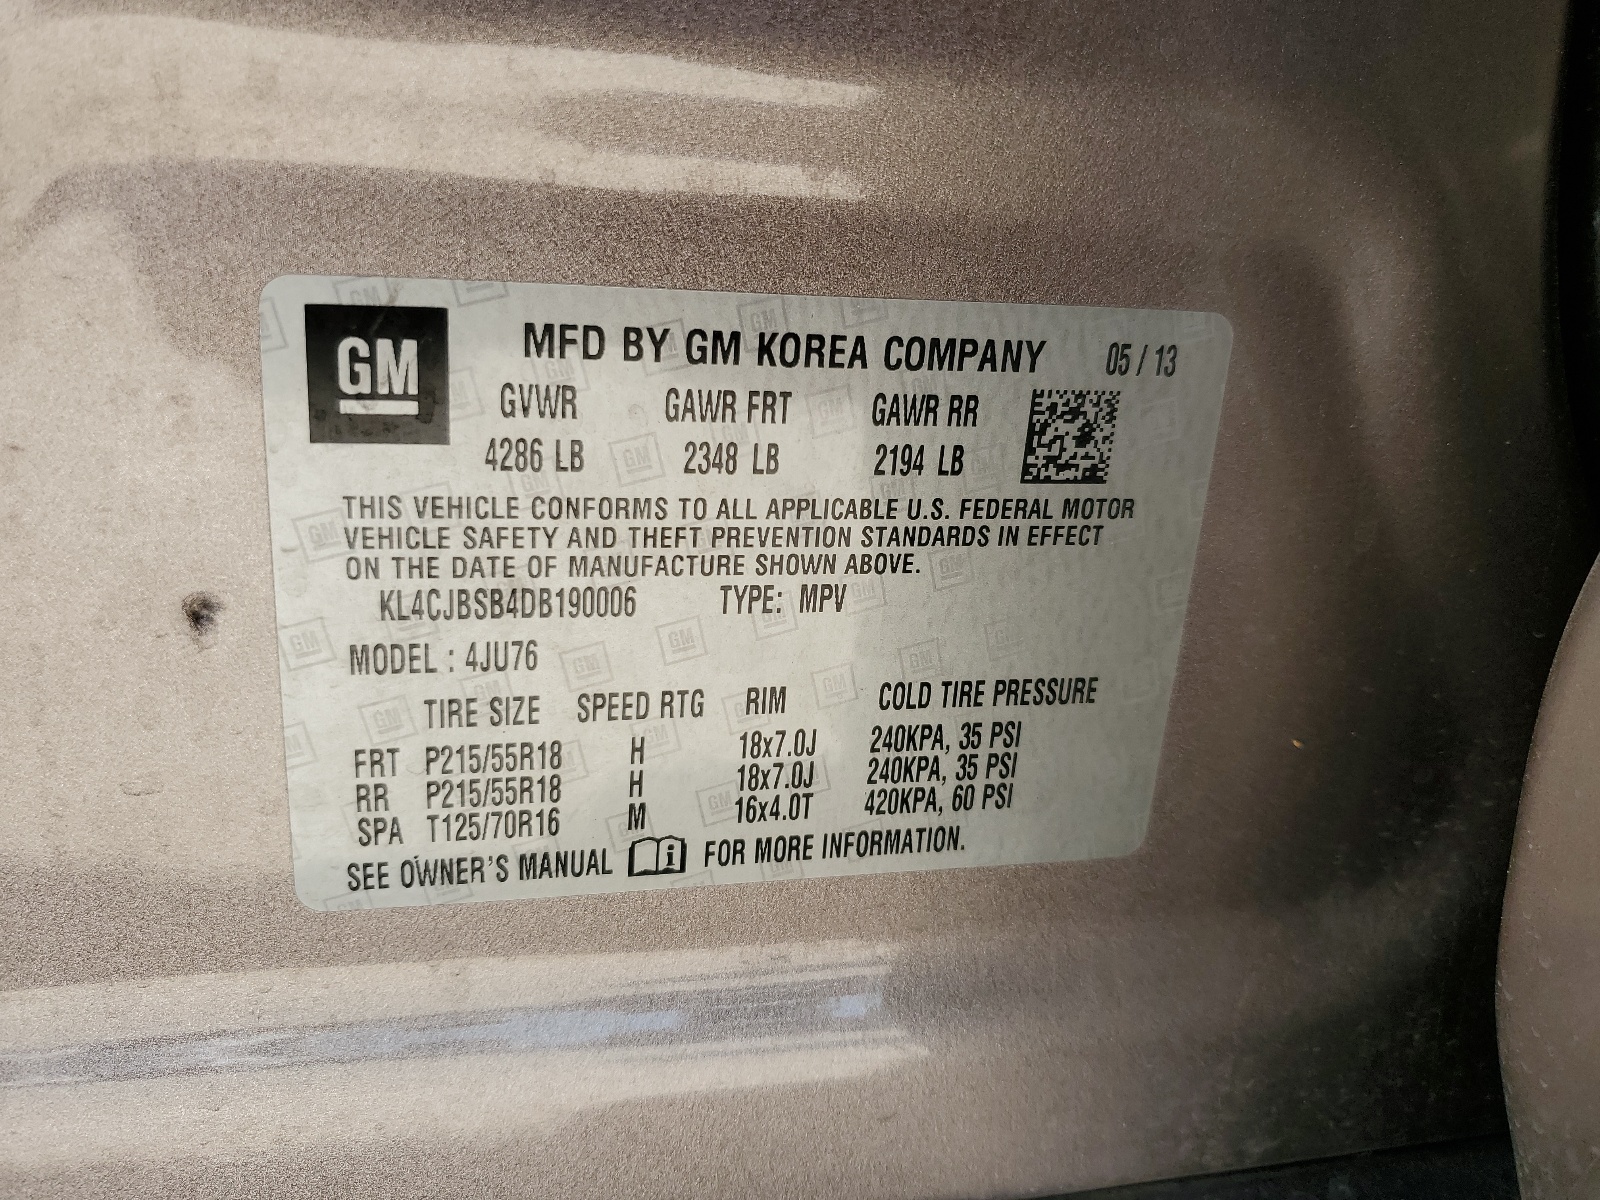 GM
MFD BY GM KOREA COMPANY 05 / 13
GVWR GAWR FRT GAWR RR
4286 LB 2348 LB 2194 LB
THIS VEHICLE CONFORMS TO ALL APPLICABLE U.S. FEDERAL MOTOR
VEHICLE SAFETY AND THEFT PREVENTION STANDARDS IN EFFECT
ON THE DATE OF MANUFACTURE SHOWN ABOVE.
KL4CJBSB4DB190006 TYPE: MPV
MODEL : 4JU76
TIRE SIZE SPEED RTG RIM COLD TIRE PRESSURE
FRT P215/55R18 H 18x7.0J 240KPA, 35 PSI
RR P215/55R18 H 18x7.0J 240KPA, 35 PSI
SPA T125/70R16 M 16x4.0T 420KPA, 60 PSI
SEE OWNER'S MANUAL i FOR MORE INFORMATION.